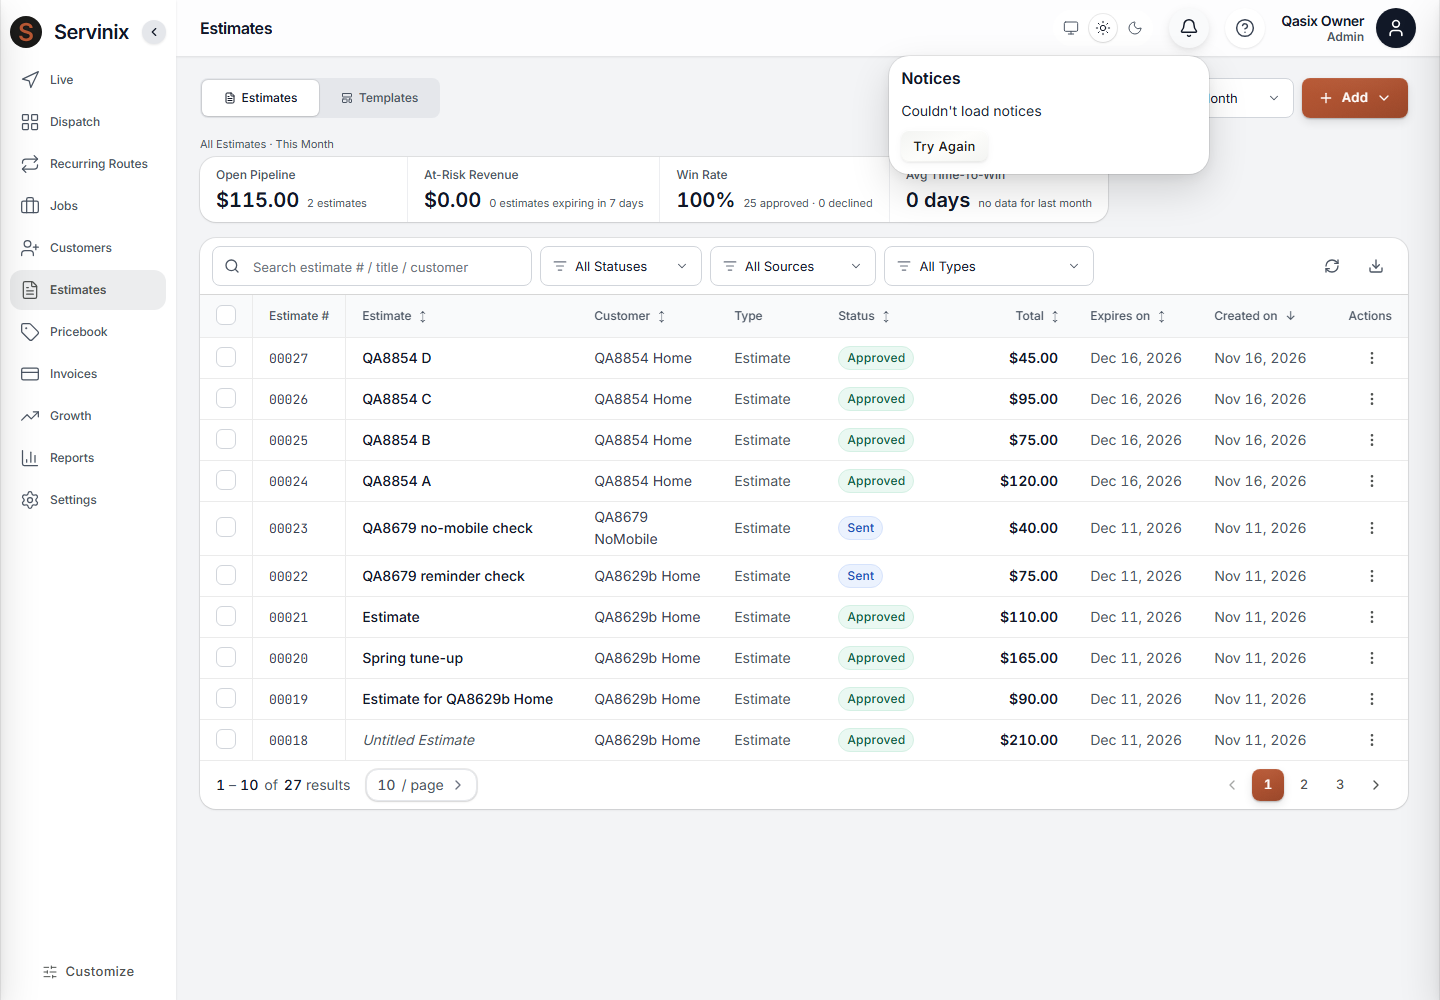 Servinix
Live
Dispatch
Recurring Routes
Jobs
Customers
Estimates
Pricebook
Invoices
Growth
Reports
Settings
Customize
Estimates
Qasix Owner
Admin
Estimates
Templates
Notices
Couldn't load notices
Try Again
onth
Add
All Estimates · This Month
Open Pipeline
$115.00 2 estimates
At-Risk Revenue
$0.00 0 estimates expiring in 7 days
Win Rate
100% 25 approved · 0 declined
Avg Time-To-Win
0 days no data for last month
Search estimate # / title / customer
All Statuses
All Sources
All Types
Estimate # Estimate Customer Type Status Total Expires on Created on Actions
00027 QA8854 D QA8854 Home Estimate Approved $45.00 Dec 16, 2026 Nov 16, 2026
00026 QA8854 C QA8854 Home Estimate Approved $95.00 Dec 16, 2026 Nov 16, 2026
00025 QA8854 B QA8854 Home Estimate Approved $75.00 Dec 16, 2026 Nov 16, 2026
00024 QA8854 A QA8854 Home Estimate Approved $120.00 Dec 16, 2026 Nov 16, 2026
00023 QA8679 no-mobile check QA8679 NoMobile Estimate Sent $40.00 Dec 11, 2026 Nov 11, 2026
00022 QA8679 reminder check QA8629b Home Estimate Sent $75.00 Dec 11, 2026 Nov 11, 2026
00021 Estimate QA8629b Home Estimate Approved $110.00 Dec 11, 2026 Nov 11, 2026
00020 Spring tune-up QA8629b Home Estimate Approved $165.00 Dec 11, 2026 Nov 11, 2026
00019 Estimate for QA8629b Home QA8629b Home Estimate Approved $90.00 Dec 11, 2026 Nov 11, 2026
00018 Untitled Estimate QA8629b Home Estimate Approved $210.00 Dec 11, 2026 Nov 11, 2026
1 – 10 of 27 results
10 / page
1 2 3